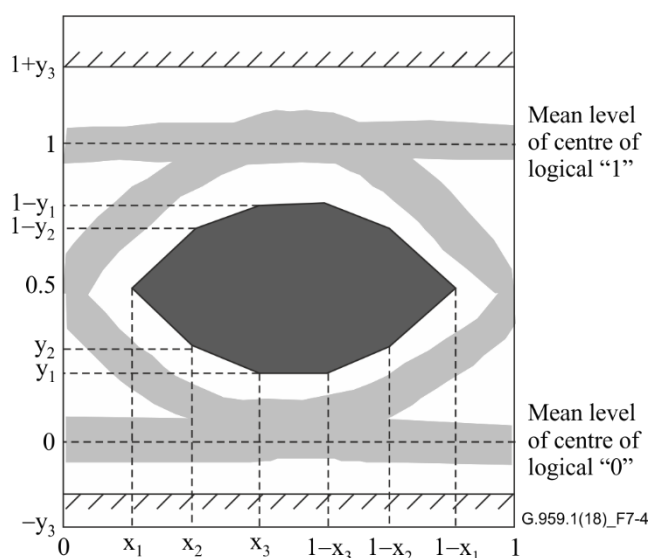 1+y₃
1
1−y₁
1−y₂
0.5
y₂
y₁
0
−y₃
0
x₁
x₂
x₃
1−x₃
1−x₂
1−x₁
1
Mean level
of centre of
logical “1”
Mean level
of centre of
logical “0”
G.959.1(18)_F7-4